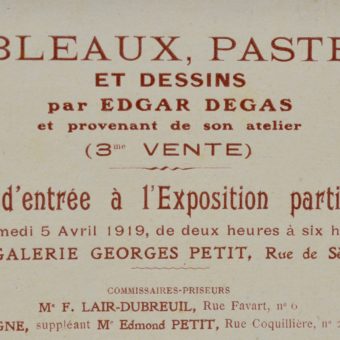 BLEAUX, PASTE
ET DESSINS
par EDGAR DEGAS
et provenant de son atelier
(3me VENTE)
d'entrée à l'Exposition parti
medi 5 Avril 1919, de deux heures à six h
GALERIE GEORGES PETIT, Rue de Sè
COMMISSAIRES-PRISEURS
Me F. LAIR-DUBREUIL, Rue Favart, no 6
GNE, suppléant Me Edmond PETIT, Rue Coquillière, no 2